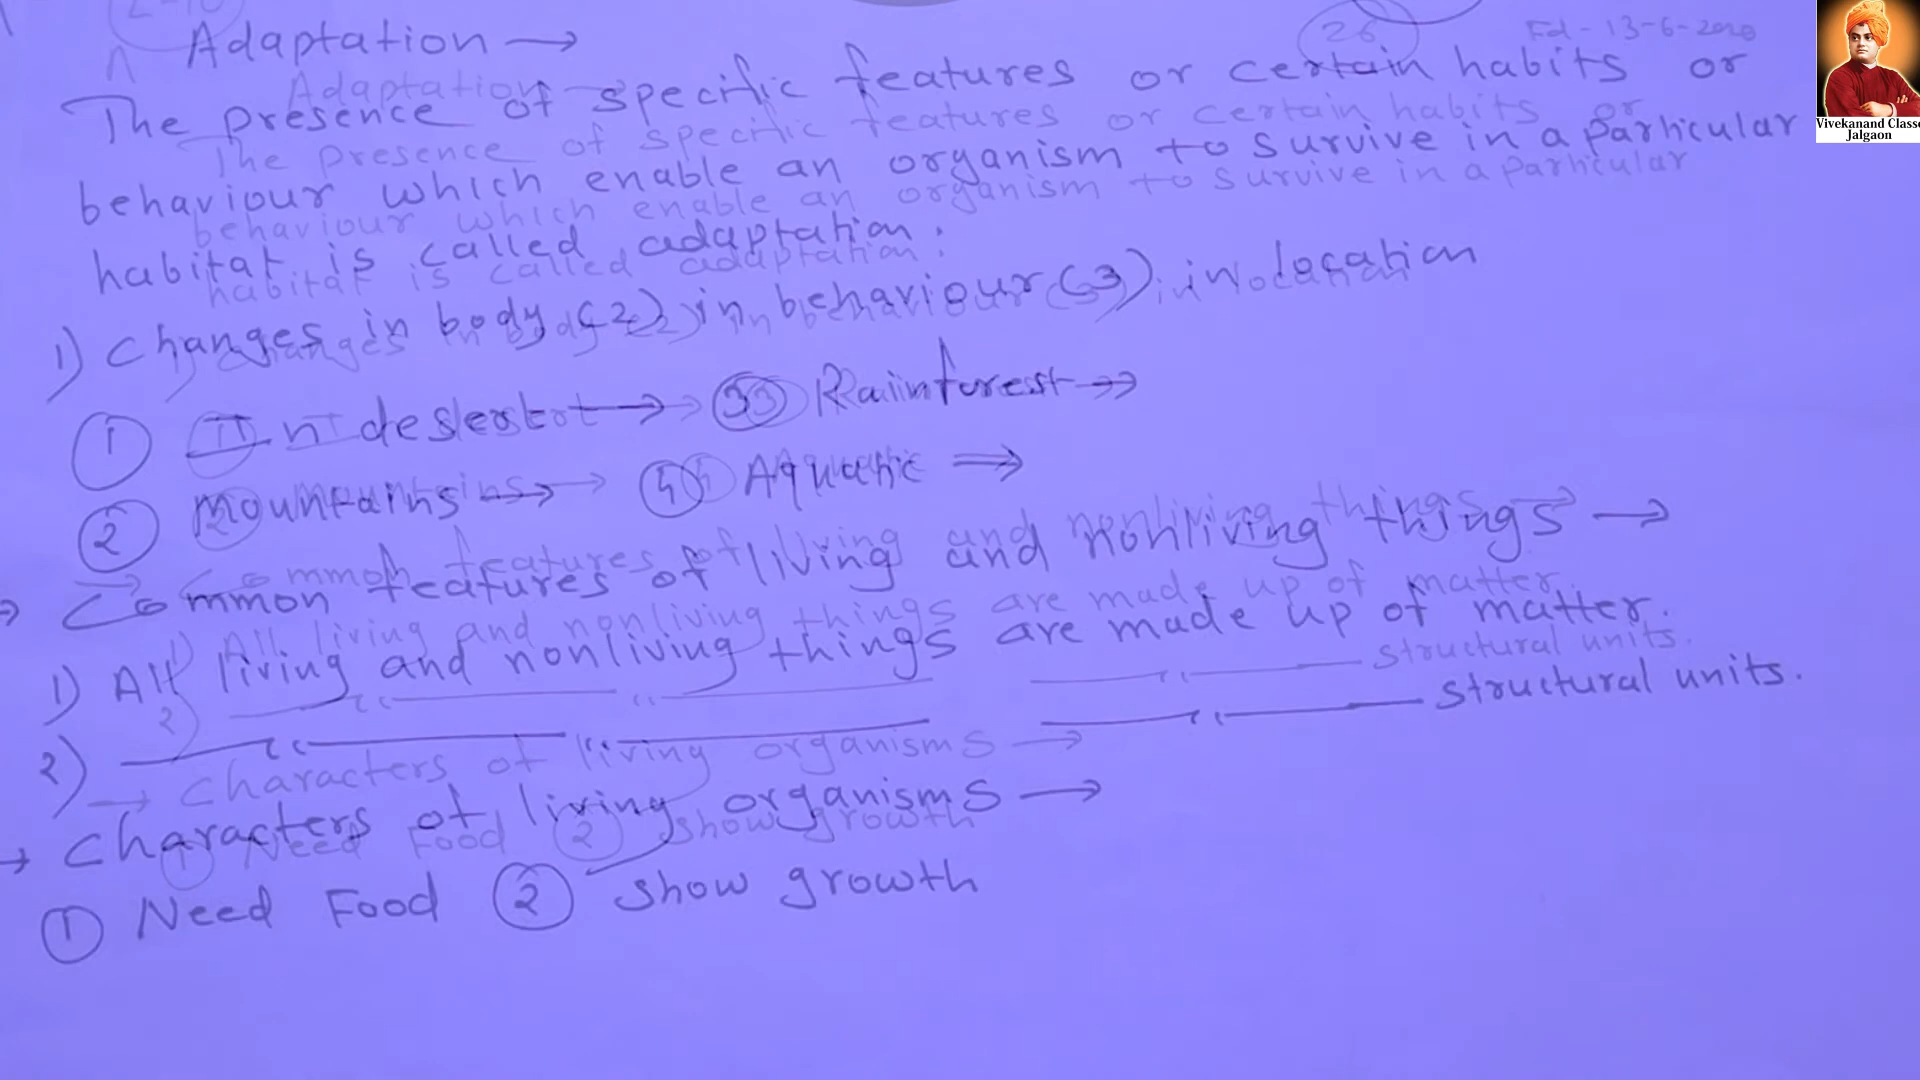 26
Fd - 13-6-2020
Adaptation →
The presence of specific features or certain habits or
behaviour which enable an organism to survive in a particular
habitat is called adaptation.
1) Changes in body (2) in behaviour (3) in location
① In desert → ③ Rainforest →
② Mountains → ④ Aquatic ⇒
→ Common features of living and nonliving things →
1) All living and nonliving things are made up of matter.
2) —— " —— " —— structural units.
→ characters of living organisms →
① Need Food ② show growth
Vivekanand Classe
Jalgaon